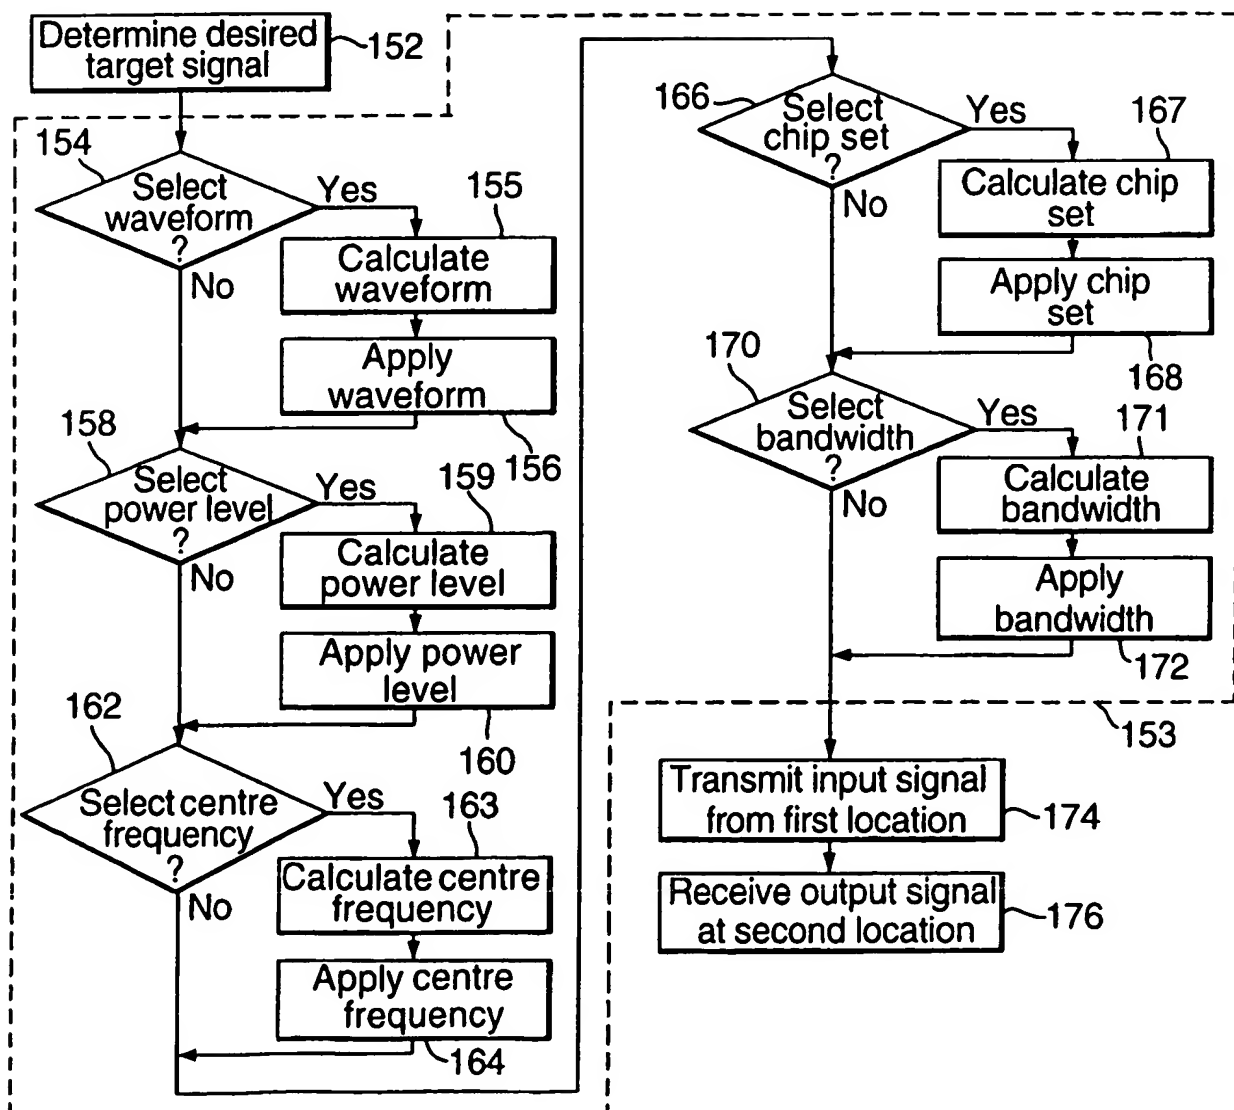 Determine desired
target signal
152
154
Select
waveform
?
Yes
No
155
Calculate
waveform
Apply
waveform
156
158
Select
power level
?
Yes
No
159
Calculate
power level
Apply power
level
160
162
Select centre
frequency
?
Yes
No
163
Calculate centre
frequency
Apply centre
frequency
164
166
Select
chip set
?
Yes
No
167
Calculate chip
set
Apply chip
set
168
170
Select
bandwidth
?
Yes
No
171
Calculate
bandwidth
Apply
bandwidth
172
153
Transmit input signal
from first location
174
Receive output signal
at second location
176